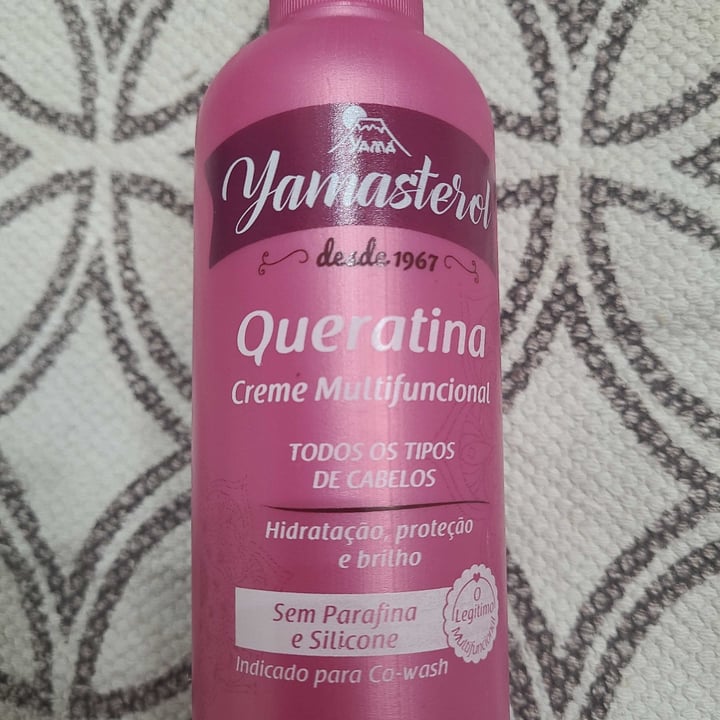 YAMÁ
Yamasterol
desde 1967
Queratina
Creme Multifuncional
TODOS OS TIPOS
DE CABELOS
Hidratação, proteção
e brilho
Sem Parafina
e Silicone
O
Legítimo
Multifuncional
Indicado para Co-wash